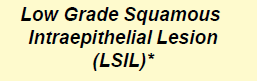 Low Grade Squamous
Intraepithelial Lesion
(LSIL)*